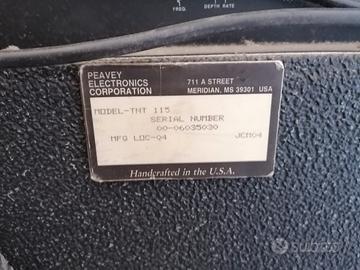 FREQ.
DEPTH RATE
PEAVEY
ELECTRONICS
CORPORATION
711 A STREET
MERIDIAN, MS 39301 USA
MODEL-TNT 115
SERIAL NUMBER
00-06035030
MFG LOC-04
JCM04
Handcrafted in the U.S.A.
subito